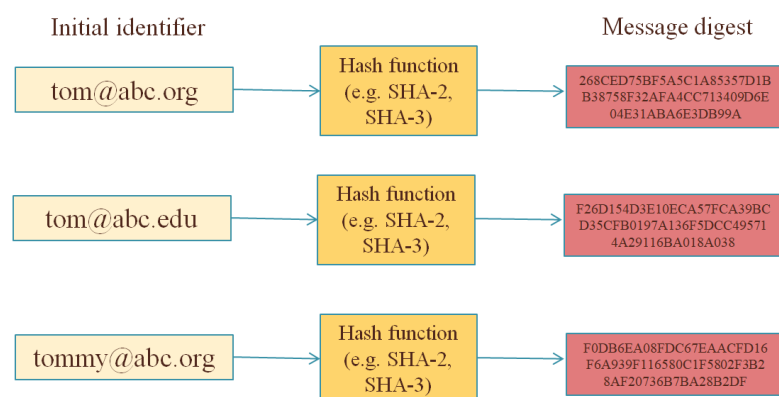 Initial identifier
Message digest
tom@abc.org
Hash function
(e.g. SHA-2,
SHA-3)
268CED75BF5A5C1A85357D1B
B38758F32AFA4CC713409D6E
04E31ABA6E3DB99A
tom@abc.edu
Hash function
(e.g. SHA-2,
SHA-3)
F26D154D3E10ECA57FCA39BC
D35CFB0197A136F5DCC49571
4A29116BA018A038
tommy@abc.org
Hash function
(e.g. SHA-2,
SHA-3)
F0DB6EA08FDC67EAACFD16
F6A939F116580C1F5802F3B2
8AF20736B7BA28B2DF